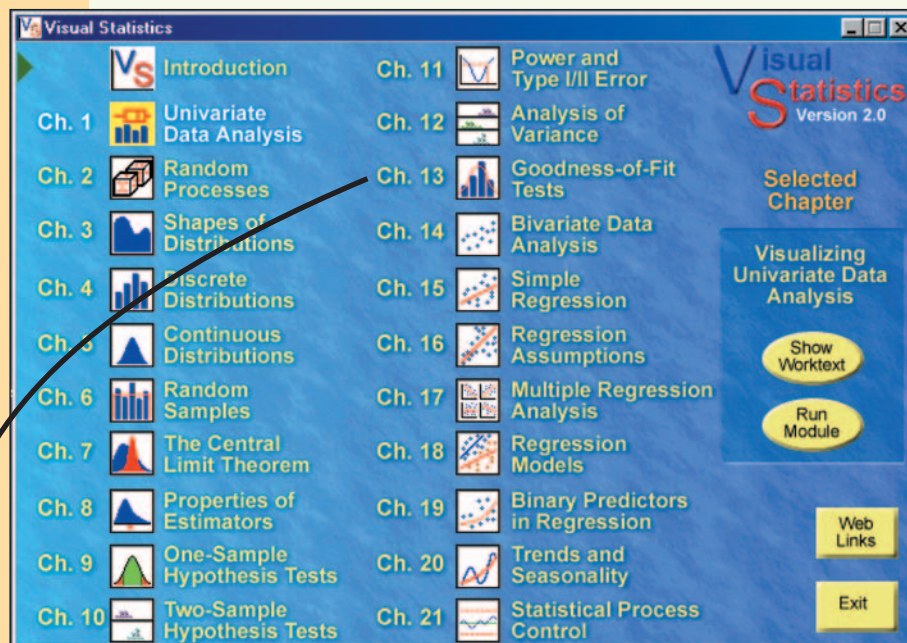 Visual Statistics
Introduction
Ch. 1
Univariate
Data Analysis
Ch. 2
Random
Processes
Ch. 3
Shapes of
Distributions
Ch. 4
Discrete
Distributions
Ch. 5
Continuous
Distributions
Ch. 6
Random
Samples
Ch. 7
The Central
Limit Theorem
Ch. 8
Properties of
Estimators
Ch. 9
One-Sample
Hypothesis Tests
Ch. 10
Two-Sample
Hypothesis Tests
Ch. 11
Power and
Type I/II Error
Ch. 12
Analysis of
Variance
Ch. 13
Goodness-of-Fit
Tests
Ch. 14
Bivariate Data
Analysis
Ch. 15
Simple
Regression
Ch. 16
Regression
Assumptions
Ch. 17
Multiple Regression
Analysis
Ch. 18
Regression
Models
Ch. 19
Binary Predictors
in Regression
Ch. 20
Trends and
Seasonality
Ch. 21
Statistical Process
Control
Visual
Statistics
Version 2.0
Selected
Chapter
Visualizing
Univariate Data
Analysis
Show
Worktext
Run
Module
Web
Links
Exit